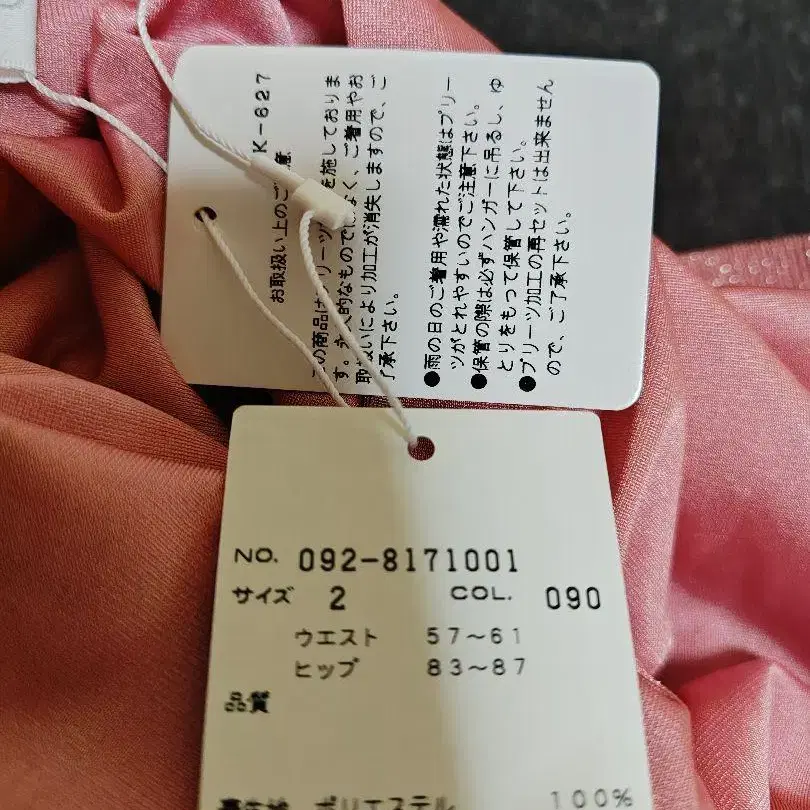 K-627
お取扱い上のご注意
この商品はプリーツ加工を施しておりま
す。永久的なものではなく、ご着用やお
取扱いにより加工が消失しますので、ご
了承下さい。
●雨の日のご着用や濡れた状態はプリー
ツがとれやすいのでご注意下さい。
●保管の際は必ずハンガーに吊るし、ゆ
とりをもって保管して下さい。
●プリーツ加工の再セットは出来ません
ので、ご了承下さい。
NO. 092-8171001
サイズ 2 COL. 090
ウエスト 57～61
ヒップ 83～87
品質
ポリエステル 100%